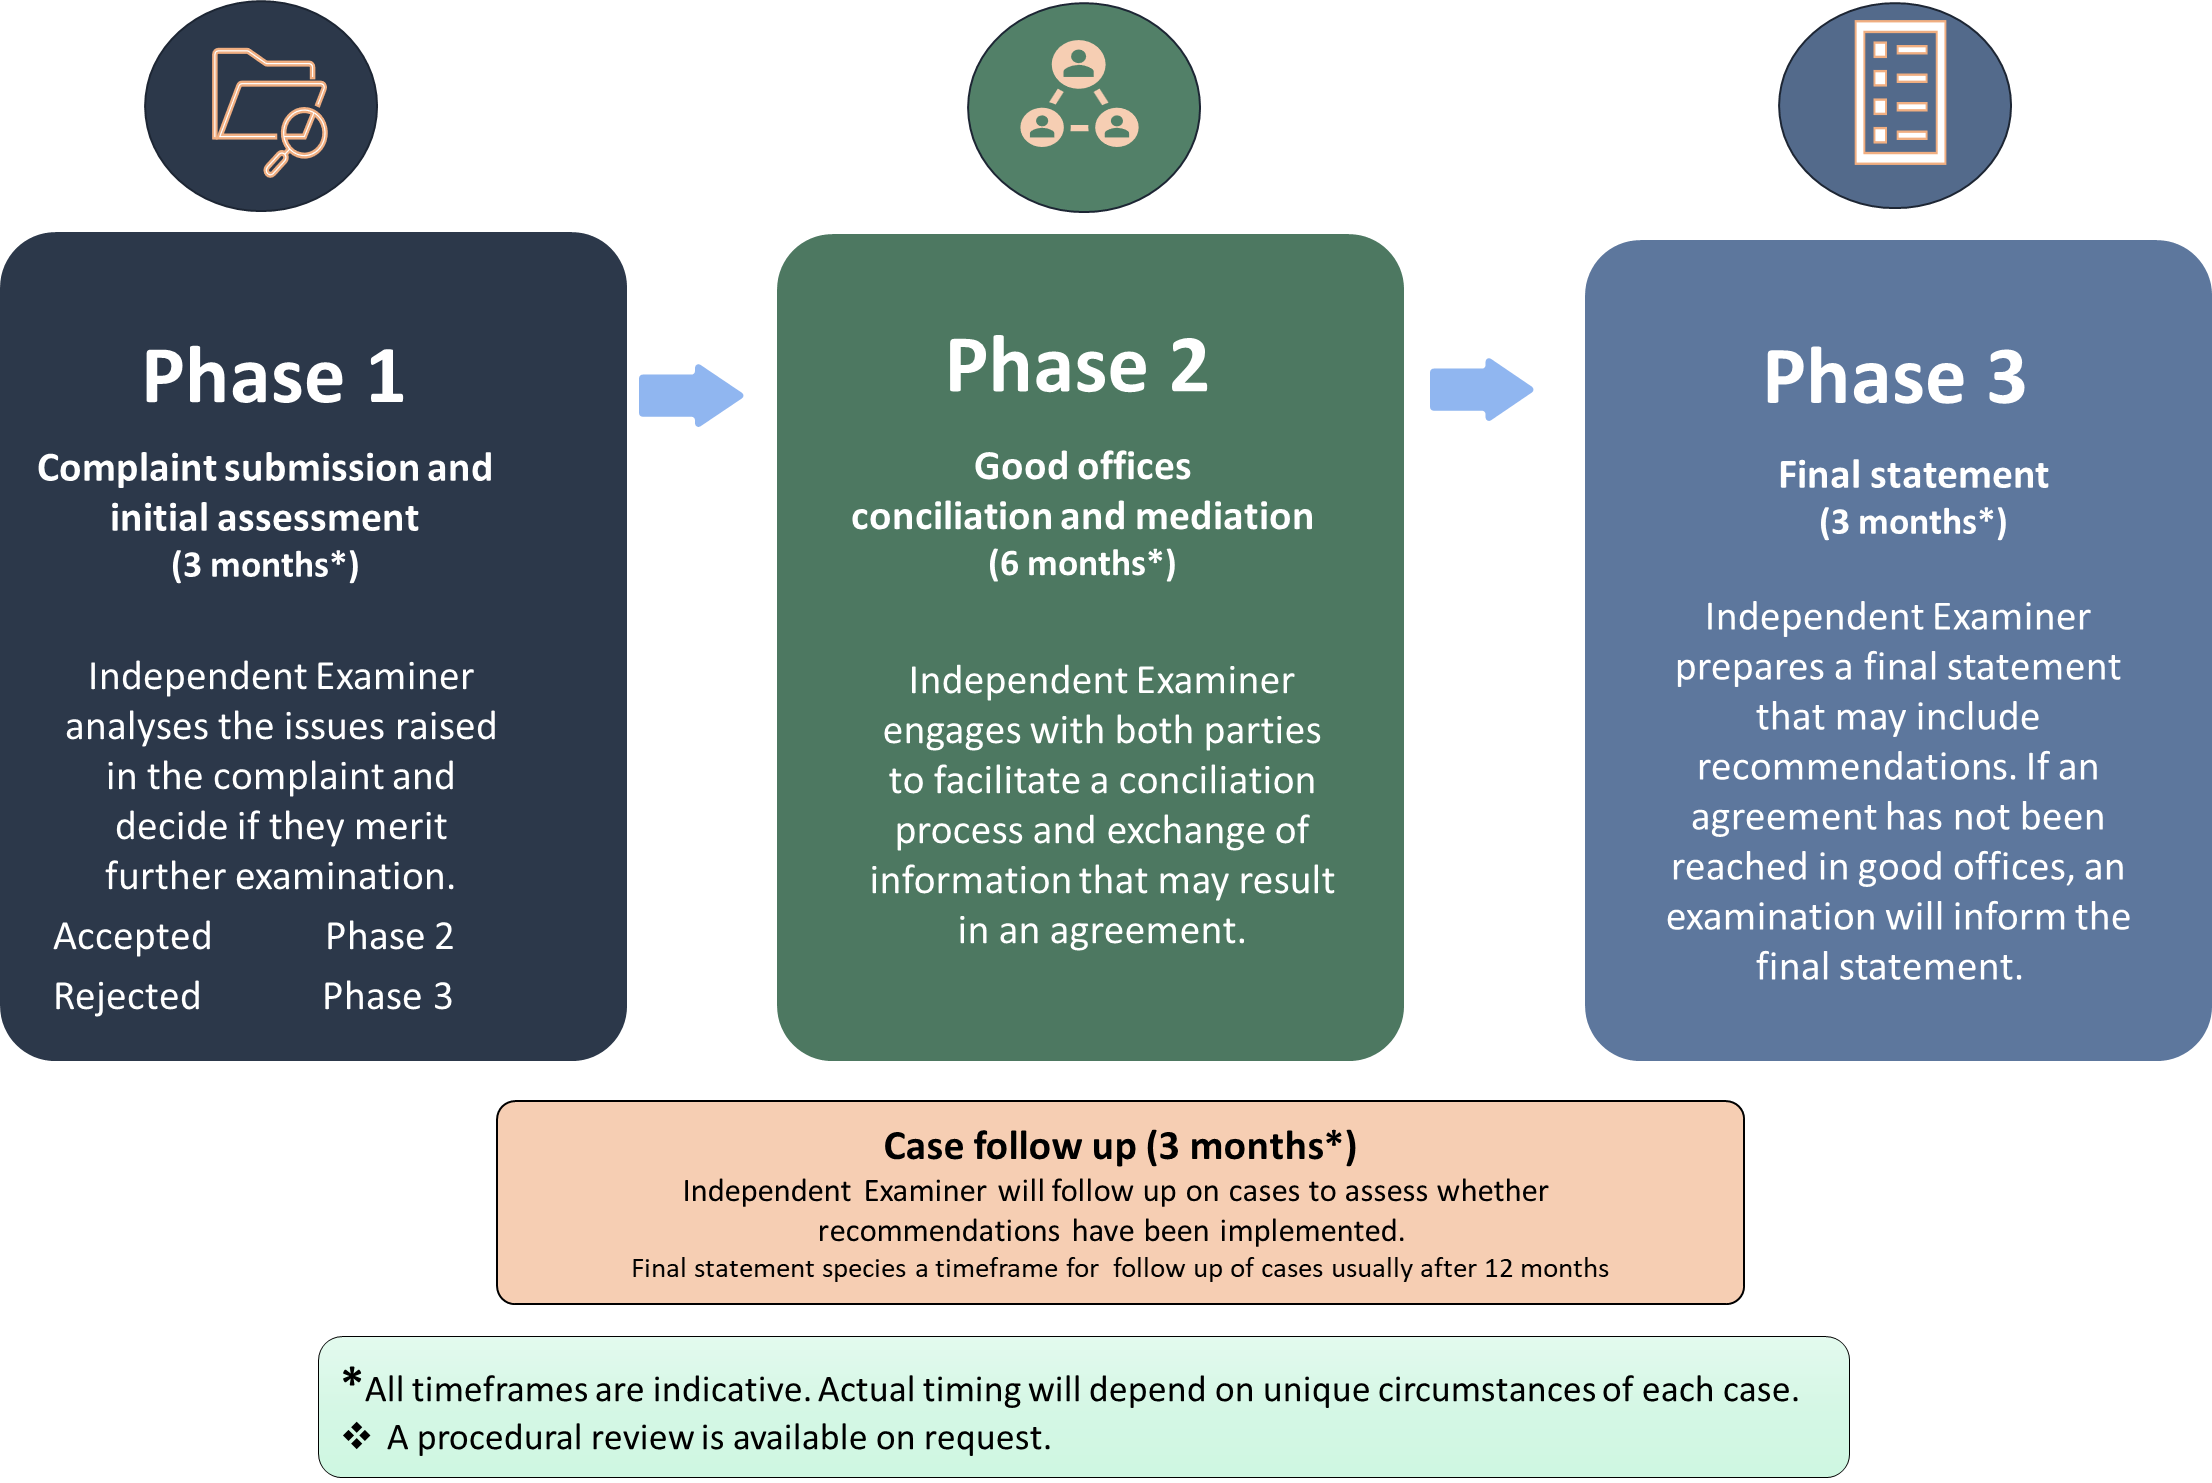 Phase 1
Complaint submission and
initial assessment
(3 months*)
Independent Examiner
analyses the issues raised
in the complaint and
decide if they merit
further examination.
Accepted Phase 2
Rejected Phase 3
Phase 2
Good offices
conciliation and mediation
(6 months*)
Independent Examiner
engages with both parties
to facilitate a conciliation
process and exchange of
information that may result
in an agreement.
Phase 3
Final statement
(3 months*)
Independent Examiner
prepares a final statement
that may include
recommendations. If an
agreement has not been
reached in good offices, an
examination will inform the
final statement.
Case follow up (3 months*)
Independent Examiner will follow up on cases to assess whether
recommendations have been implemented.
Final statement species a timeframe for follow up of cases usually after 12 months
*All timeframes are indicative. Actual timing will depend on unique circumstances of each case.
❖ A procedural review is available on request.